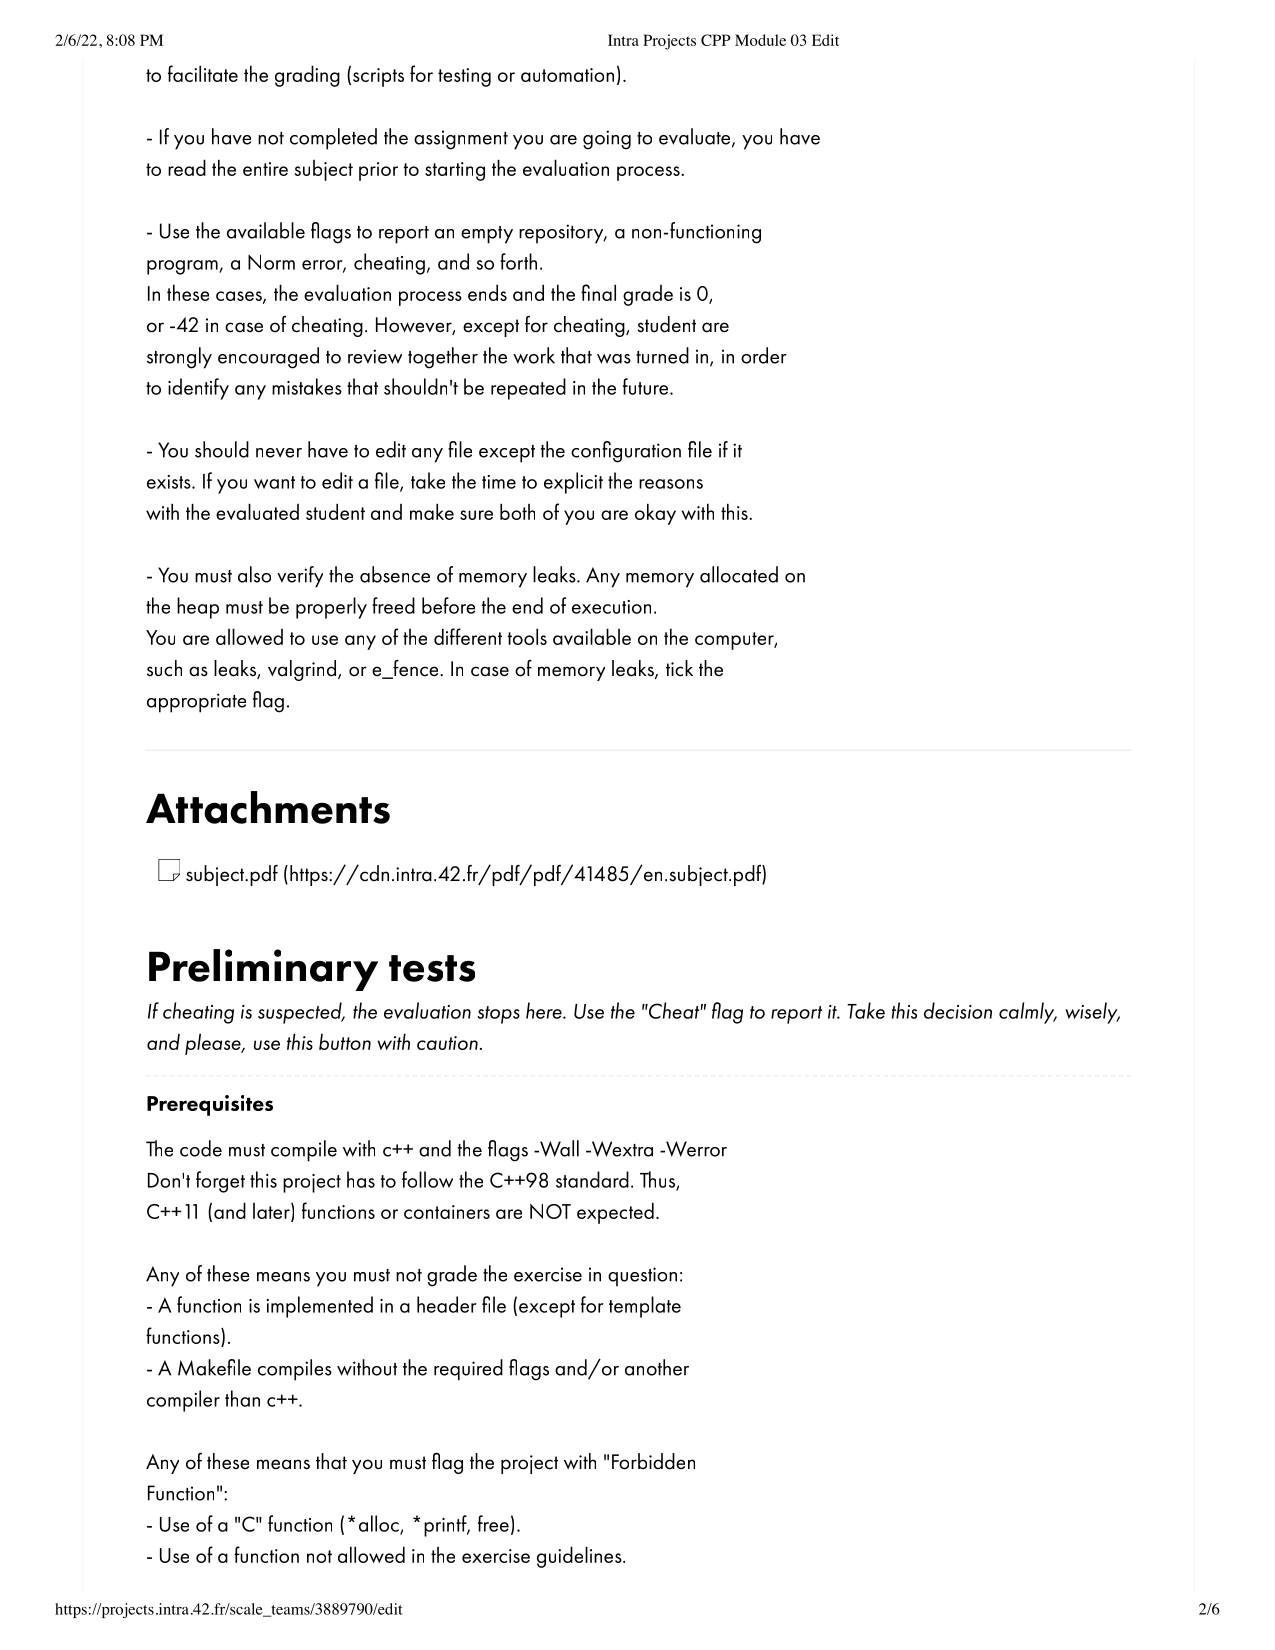 2/6/22, 8:08 PM
Intra Projects CPP Module 03 Edit
to facilitate the grading (scripts for testing or automation).
- If you have not completed the assignment you are going to evaluate, you have
to read the entire subject prior to starting the evaluation process.
- Use the available flags to report an empty repository, a non-functioning
program, a Norm error, cheating, and so forth.
In these cases, the evaluation process ends and the final grade is 0,
or -42 in case of cheating. However, except for cheating, student are
strongly encouraged to review together the work that was turned in, in order
to identify any mistakes that shouldn't be repeated in the future.
- You should never have to edit any file except the configuration file if it
exists. If you want to edit a file, take the time to explicit the reasons
with the evaluated student and make sure both of you are okay with this.
- You must also verify the absence of memory leaks. Any memory allocated on
the heap must be properly freed before the end of execution.
You are allowed to use any of the different tools available on the computer,
such as leaks, valgrind, or e_fence. In case of memory leaks, tick the
appropriate flag.
Attachments
subject.pdf (https://cdn.intra.42.fr/pdf/pdf/41485/en.subject.pdf)
Preliminary tests
If cheating is suspected, the evaluation stops here. Use the "Cheat" flag to report it. Take this decision calmly, wisely,
and please, use this button with caution.
Prerequisites
The code must compile with c++ and the flags -Wall -Wextra -Werror
Don't forget this project has to follow the C++98 standard. Thus,
C++11 (and later) functions or containers are NOT expected.
Any of these means you must not grade the exercise in question:
- A function is implemented in a header file (except for template
functions).
- A Makefile compiles without the required flags and/or another
compiler than c++.
Any of these means that you must flag the project with "Forbidden
Function":
- Use of a "C" function (*alloc, *printf, free).
- Use of a function not allowed in the exercise guidelines.
https://projects.intra.42.fr/scale_teams/3889790/edit
2/6